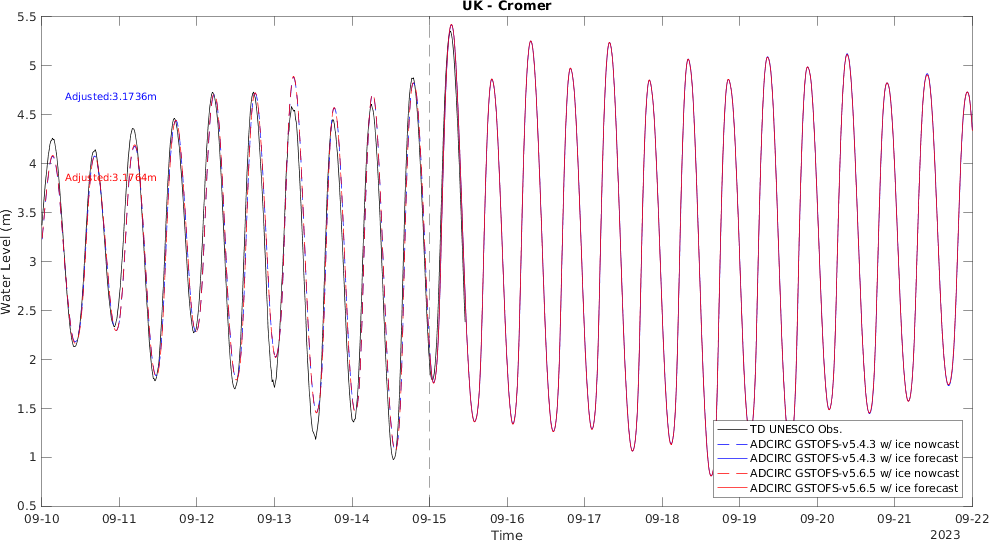 UK - Cromer
5.5
5
4.5
4
3.5
3
2.5
2
1.5
1
0.5
Water Level (m)
Adjusted:3.1736m
Adjusted:3.1764m
TD UNESCO Obs.
ADCIRC GSTOFS-v5.4.3 w/ ice nowcast
ADCIRC GSTOFS-v5.4.3 w/ ice forecast
ADCIRC GSTOFS-v5.6.5 w/ ice nowcast
ADCIRC GSTOFS-v5.6.5 w/ ice forecast
09-10 09-11 09-12 09-13 09-14 09-15 09-16 09-17 09-18 09-19 09-20 09-21 09-22
Time
2023